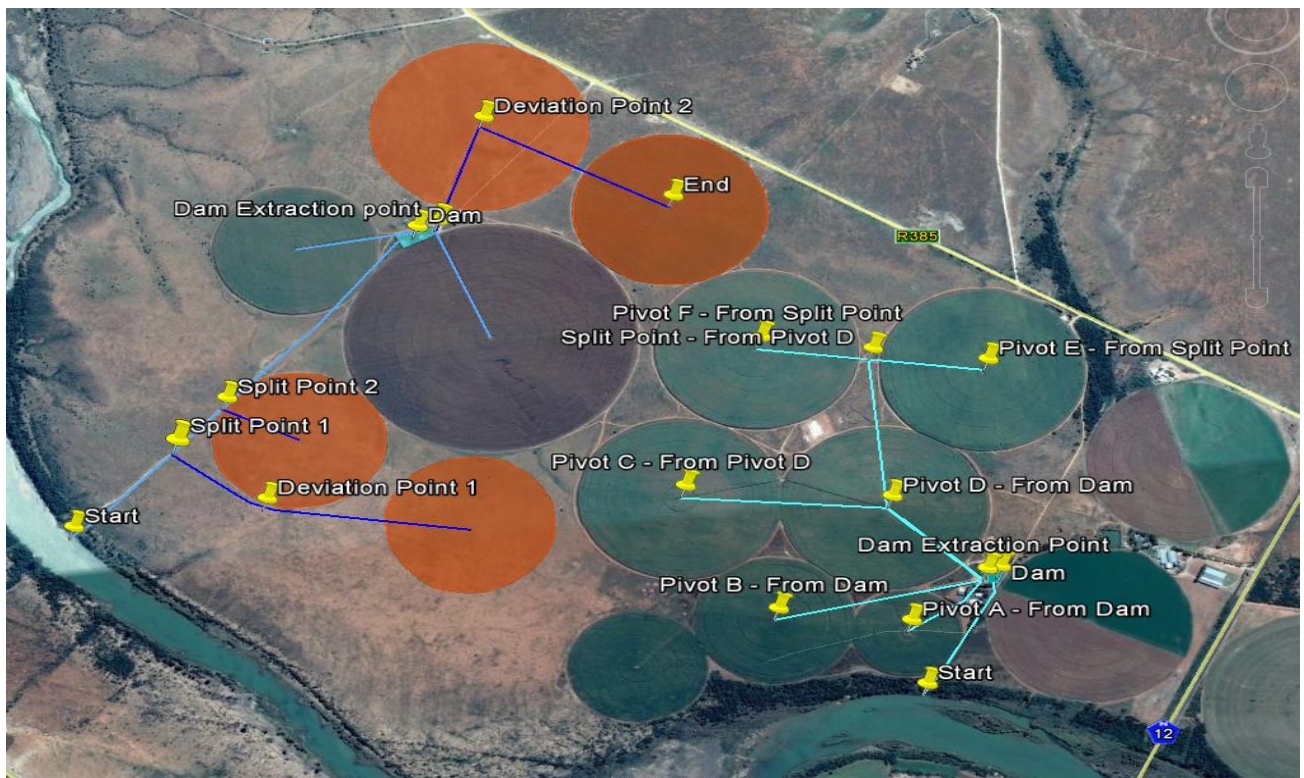 Deviation Point 2
End
Dam Extraction point
Dam
R385
Pivot F - From Split Point
Split Point - From Pivot D
Pivot E - From Split Point
Split Point 2
Split Point 1
Pivot C - From Pivot D
Deviation Point 1
Pivot D - From Dam
Start
Dam Extraction Point
Dam
Pivot B - From Dam
Pivot A - From Dam
Start
N
12